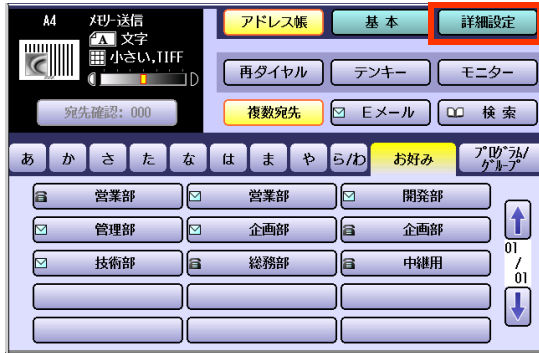 A4 ﾒﾓﾘｰ送信
A 文字
小さい,TIFF
D
宛先確認: 000
アドレス帳 基本 詳細設定
再ダイヤル テンキー モニター
複数宛先 Eメール 検索
あ か さ た な は ま や ら/わ お好み ﾌﾟﾛｸﾞﾗﾑ/
ｸﾞﾙｰﾌﾟ
営業部 営業部 開発部
管理部 企画部 企画部
技術部 総務部 中継用
01
/
01